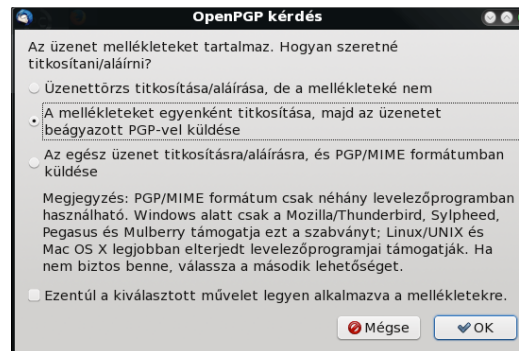 OpenPGP kérdés
Az üzenet mellékleteket tartalmaz. Hogyan szeretné
titkosítani/aláírni?
Üzenettörzs titkosítása/aláírása, de a mellékleteké nem
A mellékleteket egyenként titkosítása, majd az üzenetet
beágyazott PGP-vel küldése
Az egész üzenet titkosításra/aláírásra, és PGP/MIME formátumban
küldése
Megjegyzés: PGP/MIME formátum csak néhány levelezőprogramban
használható. Windows alatt csak a Mozilla/Thunderbird, Sylpheed,
Pegasus és Mulberry támogatja ezt a szabványt; Linux/UNIX és
Mac OS X legjobban elterjedt levelezőprogramjai támogatják. Ha
nem biztos benne, válassza a második lehetőséget.
Ezentúl a kiválasztott művelet legyen alkalmazva a mellékletekre.
Mégse
OK